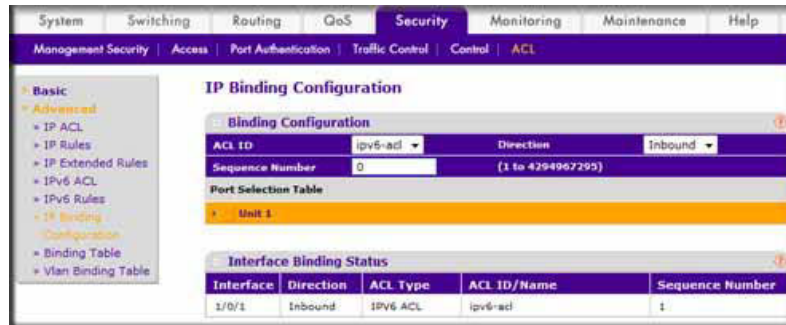 System Switching Routing QoS Security Monitoring Maintenance Help
Management Security | Access | Port Authentication | Traffic Control | Control | ACL
Basic
Advanced
» IP ACL
» IP Rules
» IP Extended Rules
» IPv6 ACL
» IPv6 Rules
» IP Binding
Configuration
» Binding Table
» Vlan Binding Table
IP Binding Configuration
Binding Configuration
ACL ID ipv6-acl Direction Inbound
Sequence Number 0 (1 to 4294967295)
Port Selection Table
Unit 1
Interface Binding Status
Interface Direction ACL Type ACL ID/Name Sequence Number
1/0/1 Inbound IPV6 ACL ipv6-acl 1